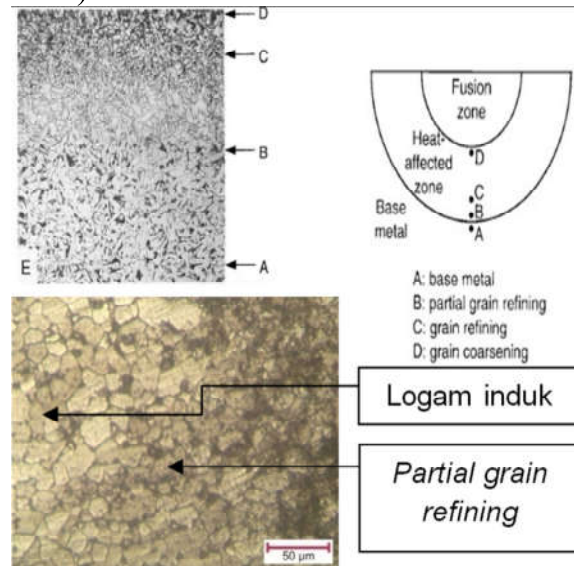 D
C
B
A
E
Fusion
zone
Heat-
affected
zone
Base
metal
D
C
B
A
A: base metal
B: partial grain refining
C: grain refining
D: grain coarsening
Logam induk
Partial grain
refining
50 µm